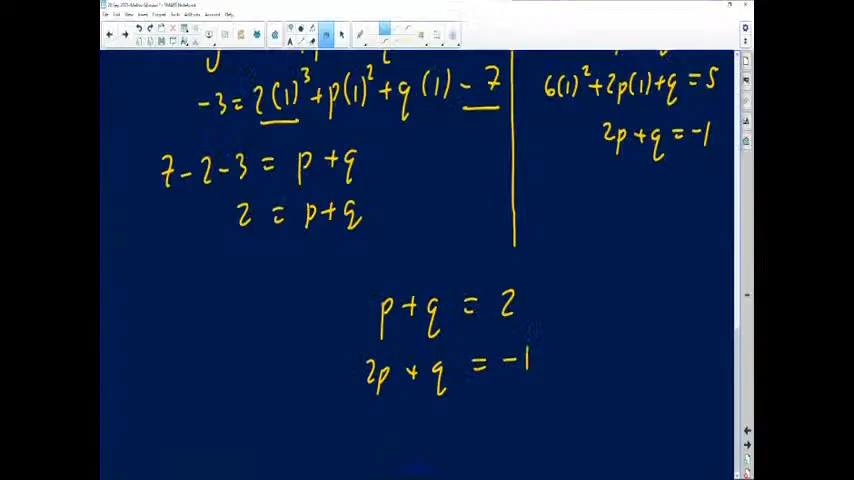 -3 = 2(1)³ + p(1)² + q(1) - 7
7 - 2 - 3 = p + q
2 = p + q
6(1)² + 2p(1) + q = 5
2p + q = -1
p + q = 2
2p + q = -1